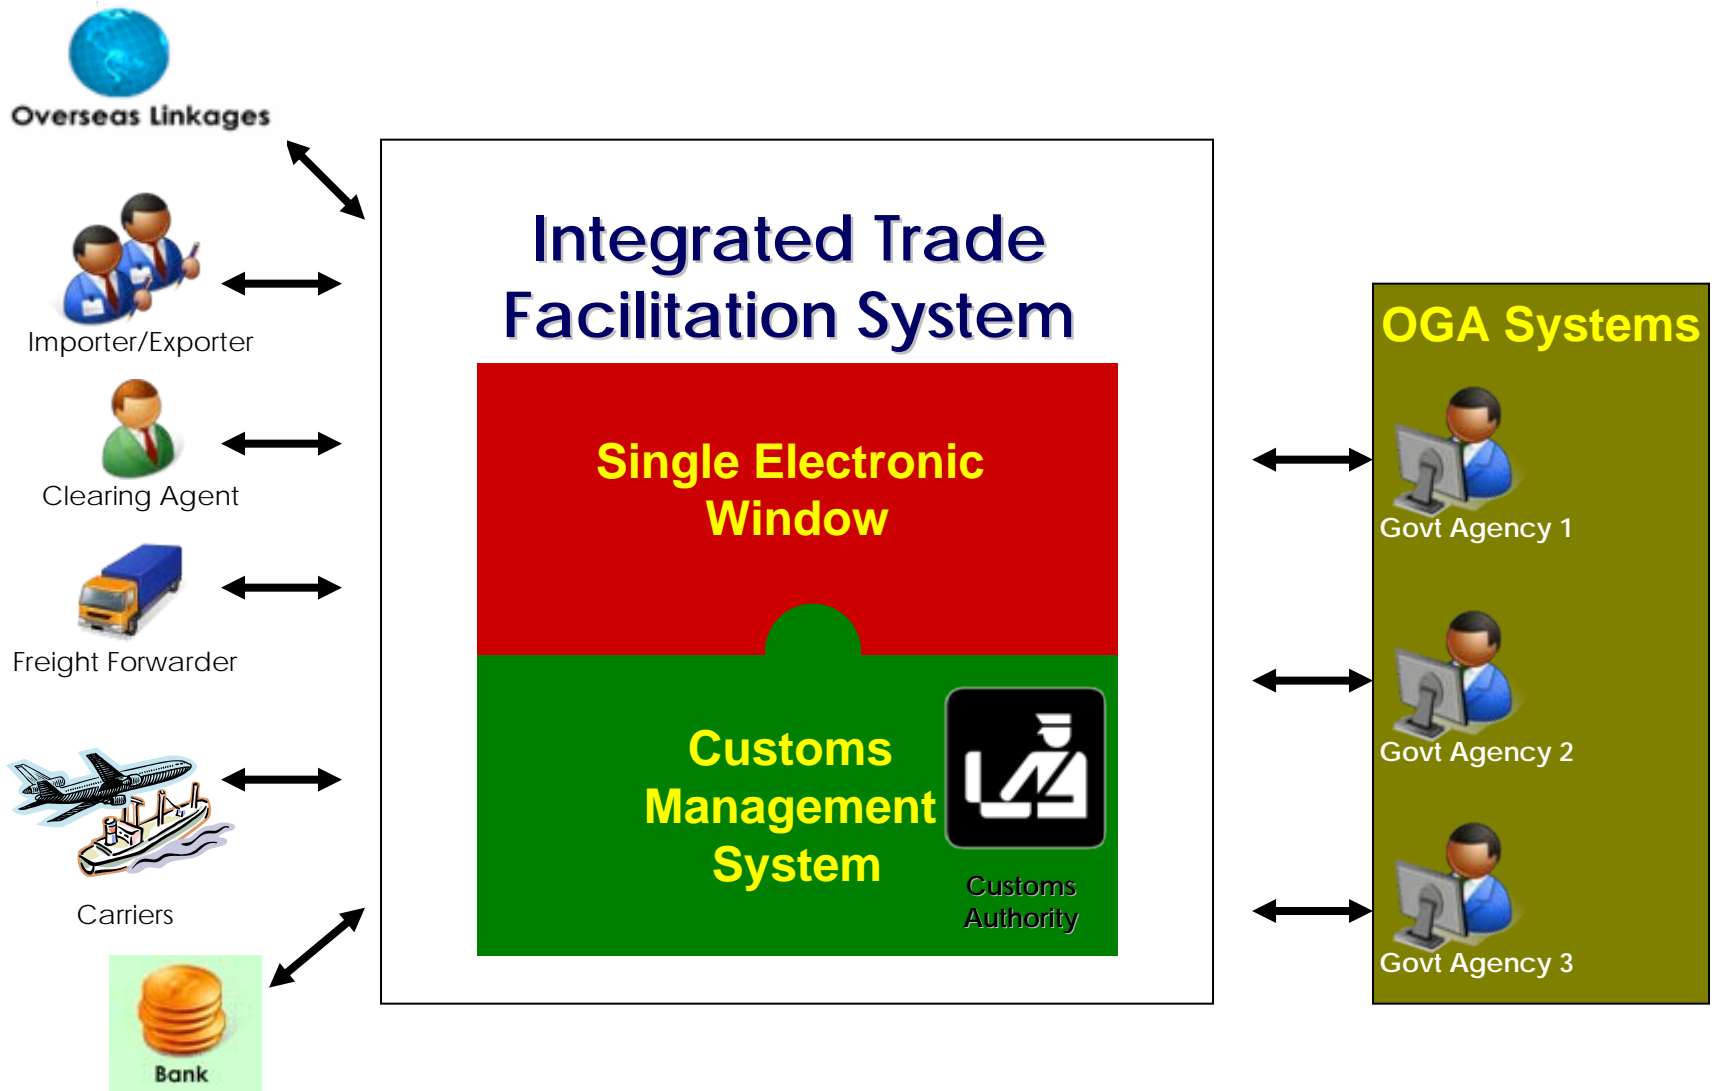 Overseas Linkages
Importer/Exporter
Clearing Agent
Freight Forwarder
Carriers
Bank
Integrated Trade
Facilitation System
Single Electronic
Window
Customs
Management
System
Customs
Authority
OGA Systems
Govt Agency 1
Govt Agency 2
Govt Agency 3